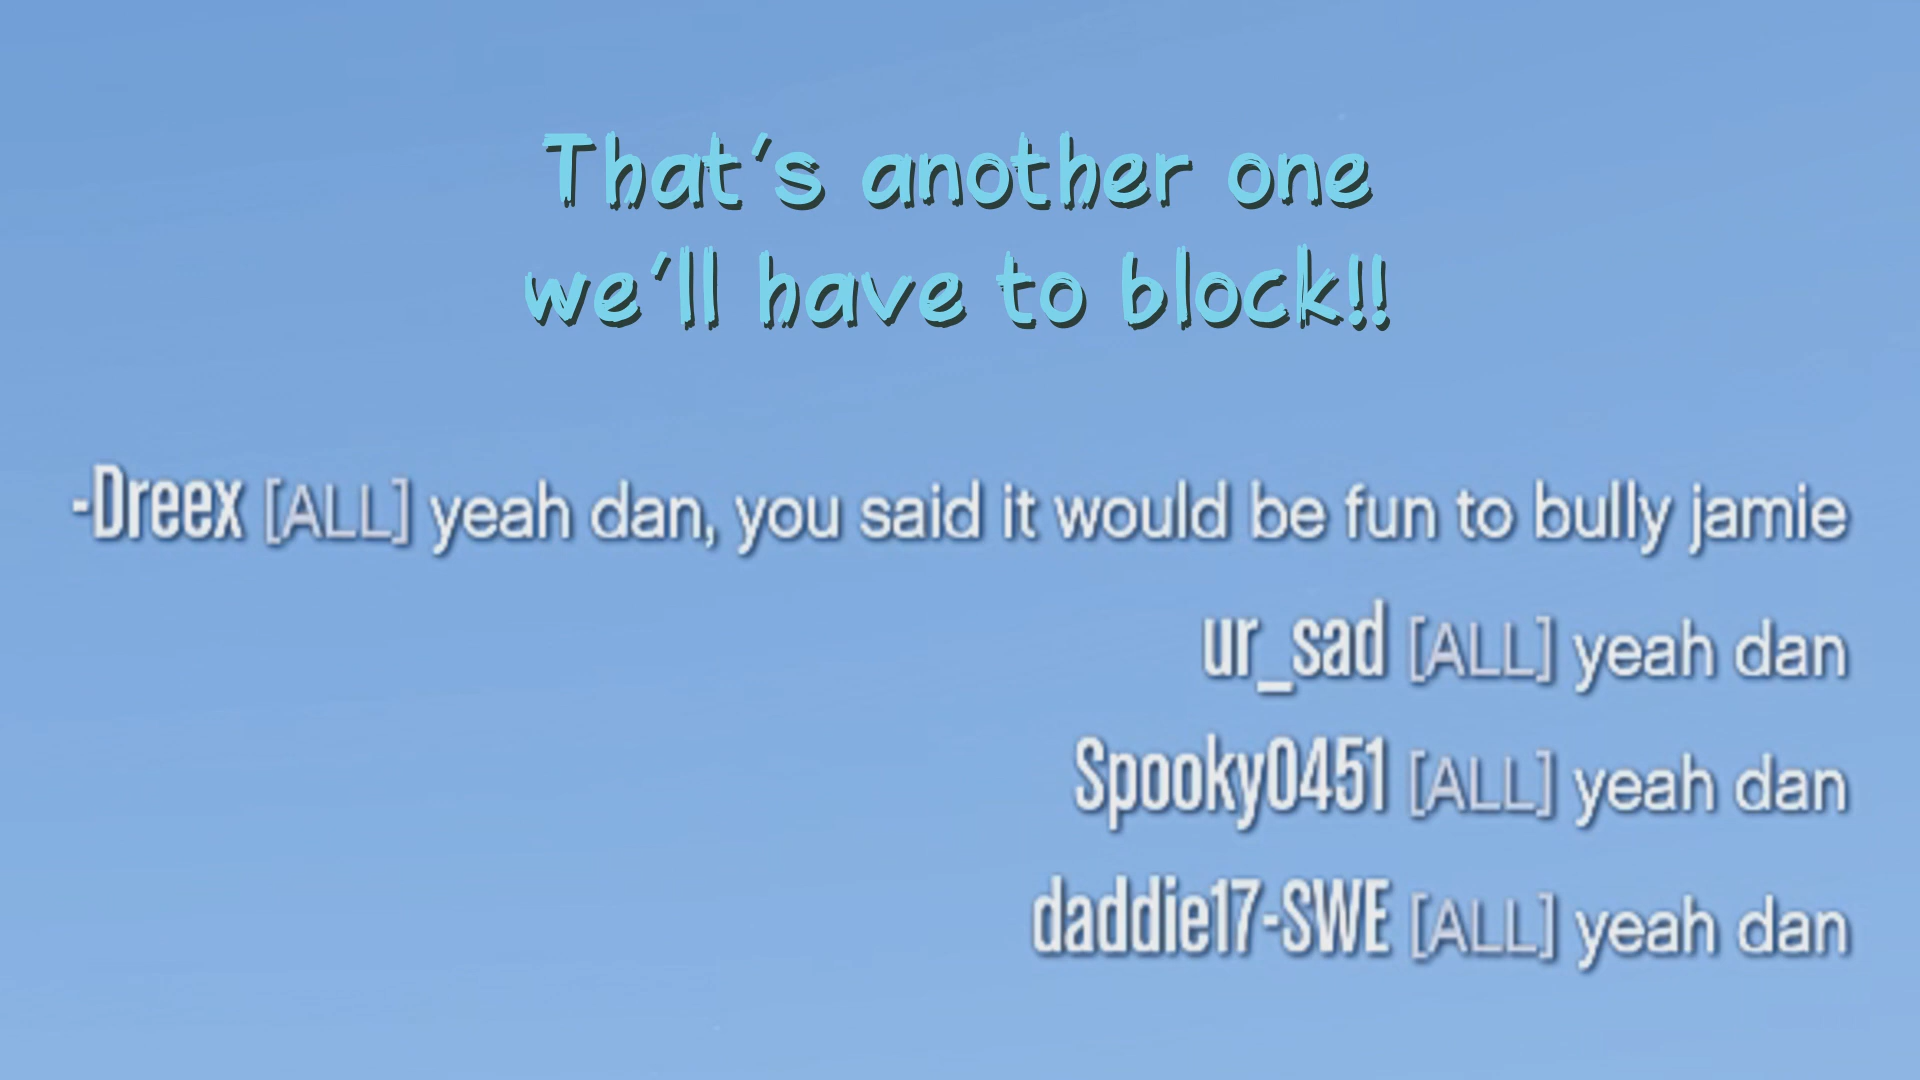 That's another one
we'll have to block!!
-Dreex [ALL] yeah dan, you said it would be fun to bully jamie
ur_sad [ALL] yeah dan
Spooky0451 [ALL] yeah dan
daddie17-SWE [ALL] yeah dan